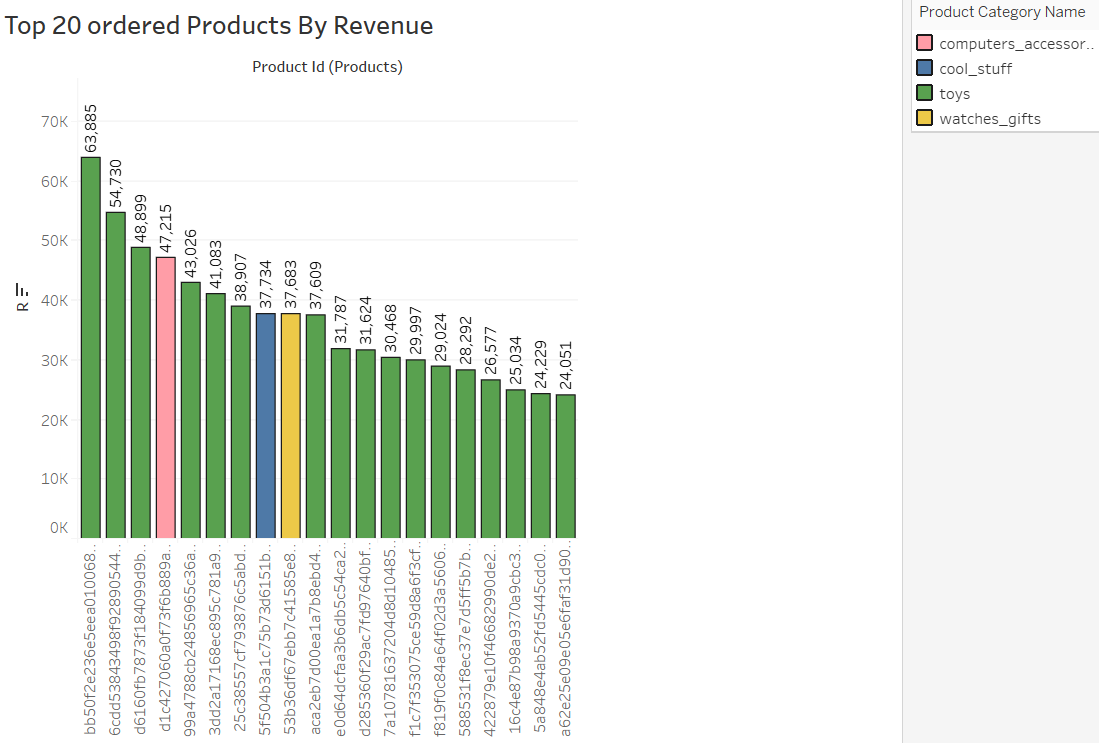 Top 20 ordered Products By Revenue
Product Id (Products)
70K
60K
50K
40K
30K
20K
10K
0K
R
63,885
54,730
48,899
47,215
43,026
41,083
38,907
37,734
37,683
37,609
31,787
31,624
30,468
29,997
29,024
28,292
26,577
25,034
24,229
24,051
bb50f2e236e5eea010068..
6cdd53843498f92890544..
d6160fb7873f184099d9b..
d1c427060a0f73f6b889a..
99a4788cb24856965c36a..
3dd2a17168ec895c781a9..
25c38557cf793876c5abd..
5f504b3a1c75b73d6151b..
53b36df67ebb7c41585e8..
aca2eb7d00ea1a7b8ebd4..
e0d64dcfaa3b6db5c54ca2..
d285360f29ac7fd97640bf..
7a10781637204d8d10485..
f1c7f353075ce59d8a6f3cf..
f819f0c84a64f02d3a5606..
588531f8ec37e7d5ff5b7b..
422879e10f46682990de2..
16c4e87b98a9370a9cbc3..
5a848e4ab52fd5445cdc0..
a62e25e09e05e6faf31d90..
Product Category Name
computers_accessor..
cool_stuff
toys
watches_gifts